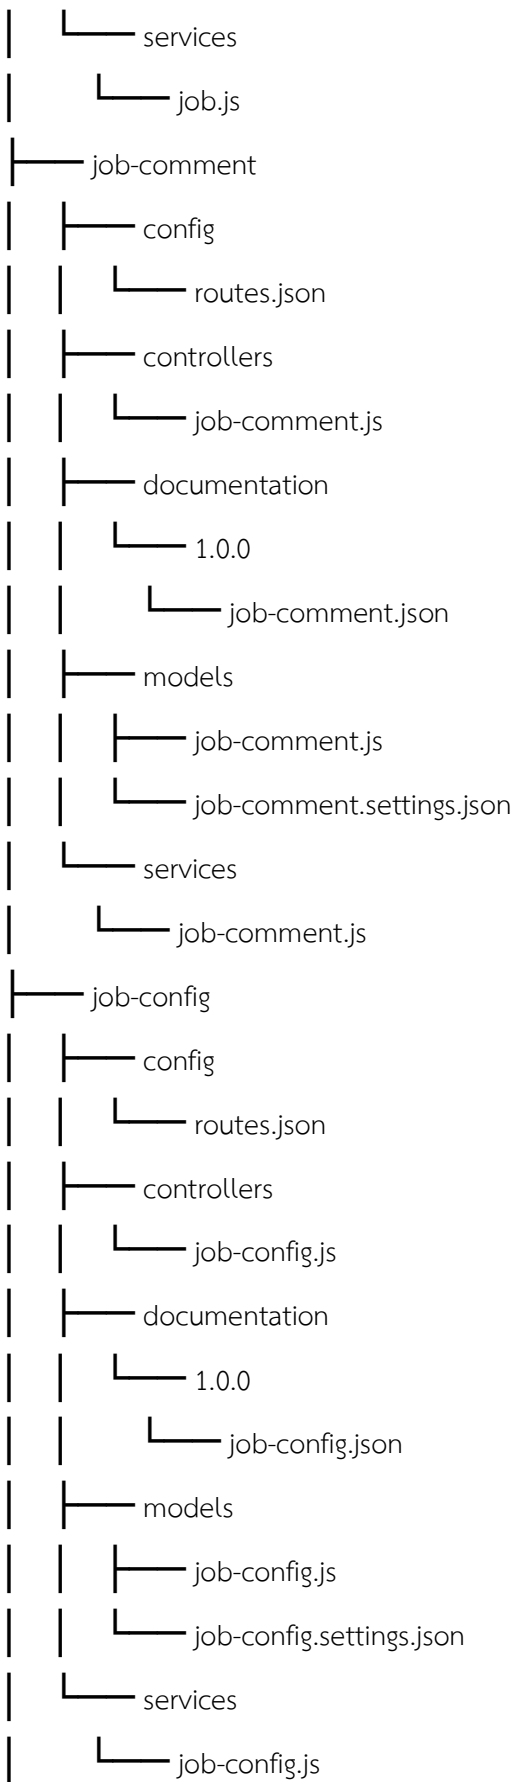 │   └── services
│       └── job.js
├── job-comment
│   ├── config
│   │   └── routes.json
│   ├── controllers
│   │   └── job-comment.js
│   ├── documentation
│   │   └── 1.0.0
│   │       └── job-comment.json
│   ├── models
│   │   ├── job-comment.js
│   │   └── job-comment.settings.json
│   └── services
│       └── job-comment.js
├── job-config
│   ├── config
│   │   └── routes.json
│   ├── controllers
│   │   └── job-config.js
│   ├── documentation
│   │   └── 1.0.0
│   │       └── job-config.json
│   ├── models
│   │   ├── job-config.js
│   │   └── job-config.settings.json
│   └── services
│       └── job-config.js